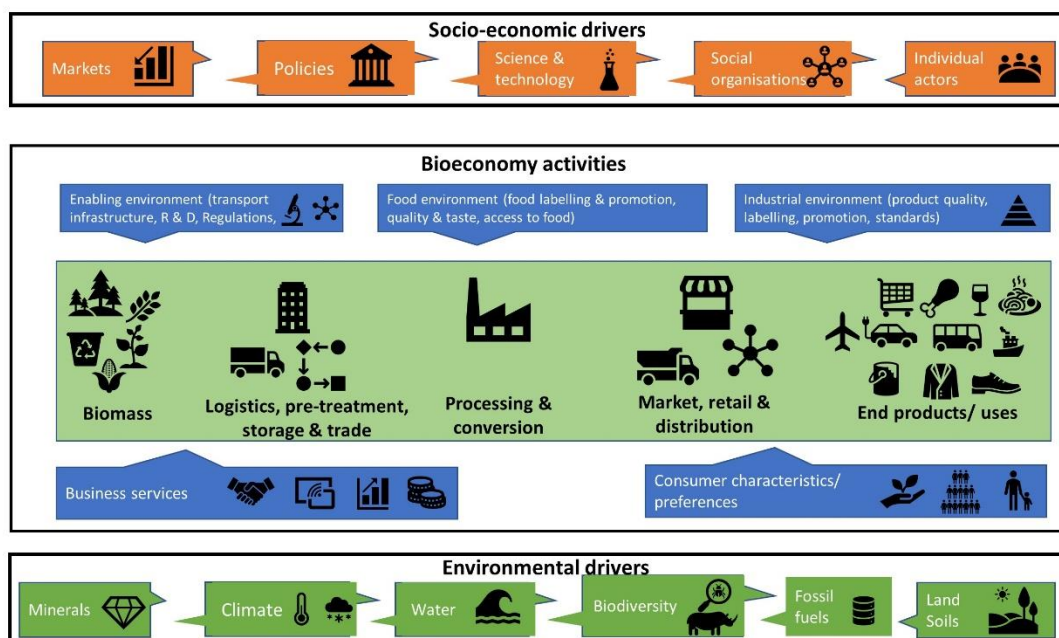 Socio-economic drivers
Markets
Policies
Science &
technology
Social
organisations
Individual
actors
Bioeconomy activities
Enabling environment (transport
infrastructure, R & D, Regulations,
Food environment (food labelling & promotion,
quality & taste, access to food)
Industrial environment (product quality,
labelling, promotion, standards)
Biomass
Logistics, pre-treatment,
storage & trade
Processing &
conversion
Market, retail &
distribution
End products/ uses
Business services
Consumer characteristics/
preferences
Environmental drivers
Minerals
Climate
Water
Biodiversity
Fossil
fuels
Land
Soils